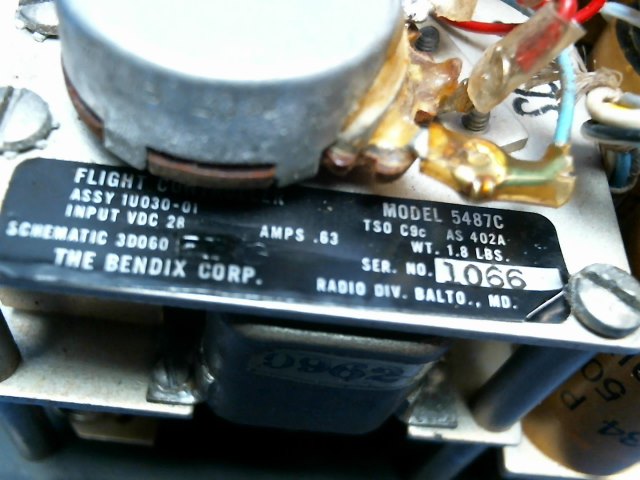 FLIGHT
ASSY 1U030-01
INPUT VDC 28
SCHEMATIC 3D060
AMPS .63
THE BENDIX CORP.
MODEL 5487C
TSO C9c AS 402A
WT. 1.8 LBS.
SER. NO. 1066
RADIO DIV. BALTO., MD.
0962